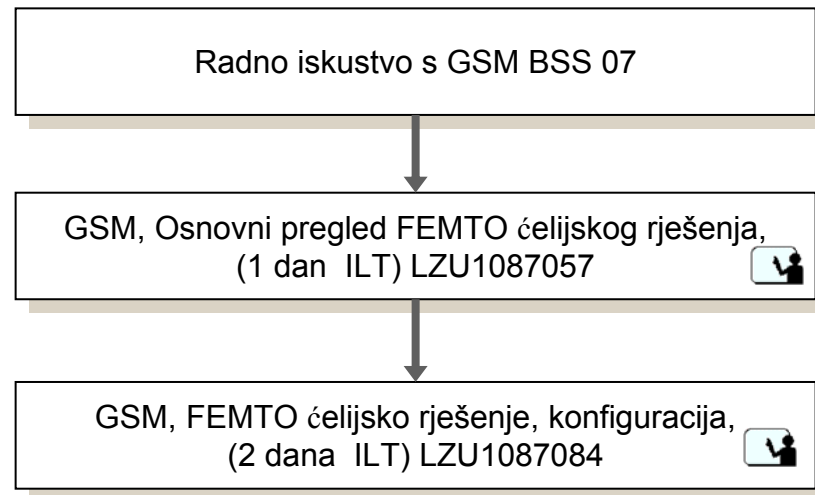 Radno iskustvo s GSM BSS 07
GSM, Osnovni pregled FEMTO ćelijskog rješenja,
(1 dan ILT) LZU1087057
GSM, FEMTO ćelijsko rješenje, konfiguracija,
(2 dana ILT) LZU1087084